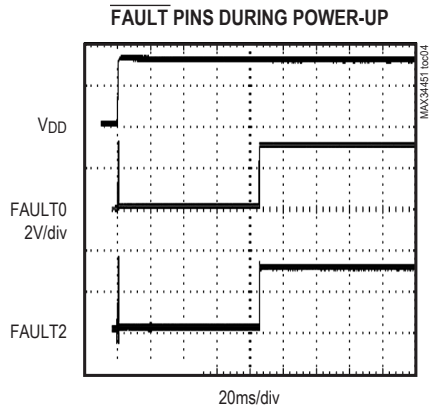 FAULT PINS DURING POWER-UP
MAX34451 toc04
VDD
FAULT0
2V/div
FAULT2
20ms/div